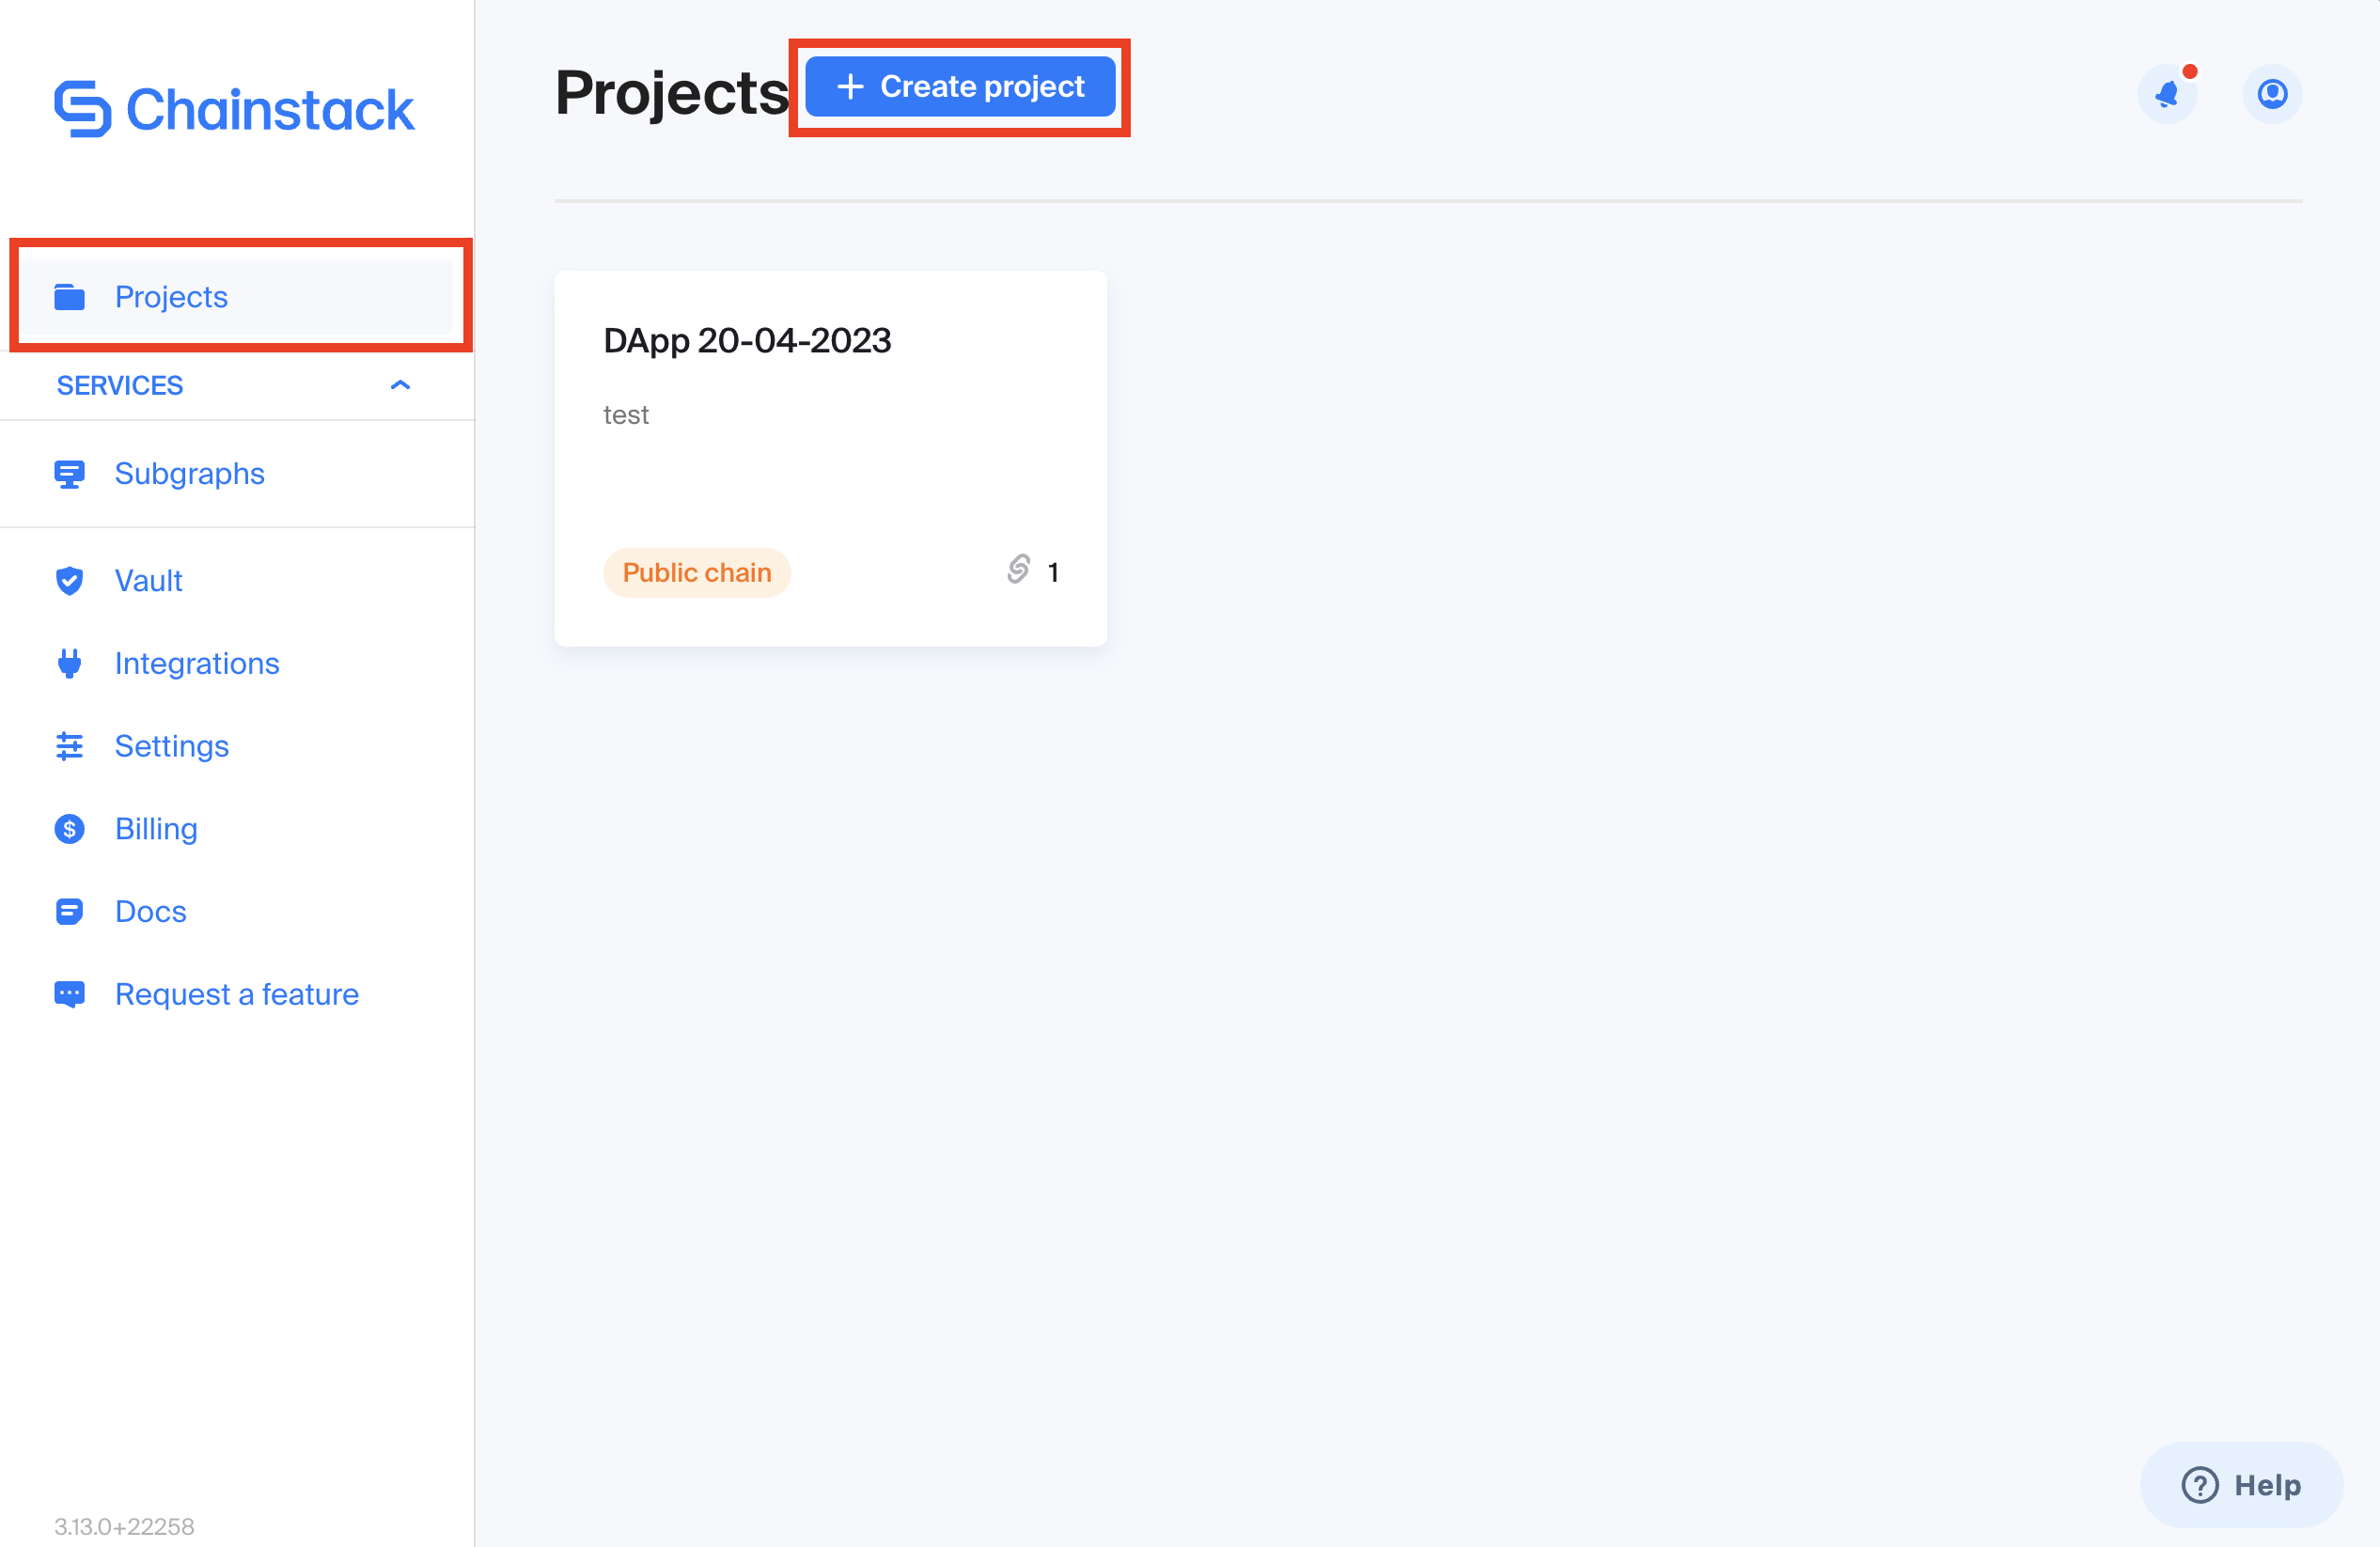 Chainstack
Projects
SERVICES
Subgraphs
Vault
Integrations
Settings
Billing
Docs
Request a feature
3.13.0+22258
Projects
Create project
DApp 20-04-2023
test
Public chain
1
Help